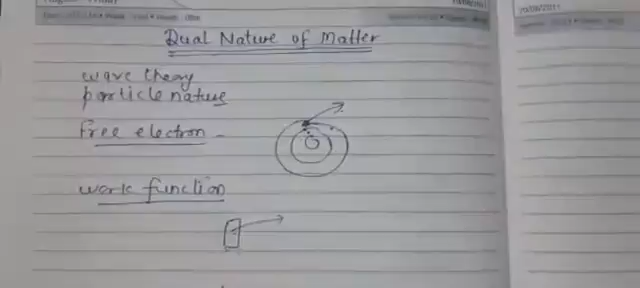 Dual Nature of Matter
wave theory
particle nature
free electron -
work function